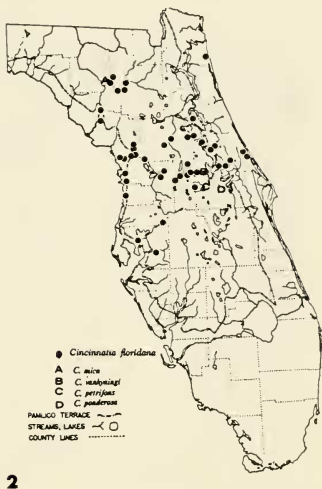 ● Cincinnatia floridana
A C. mica
B C. vanhyningi
C C. petrifons
D C. ponderosa
PAMLICO TERRACE
STREAMS, LAKES
COUNTY LINES
2